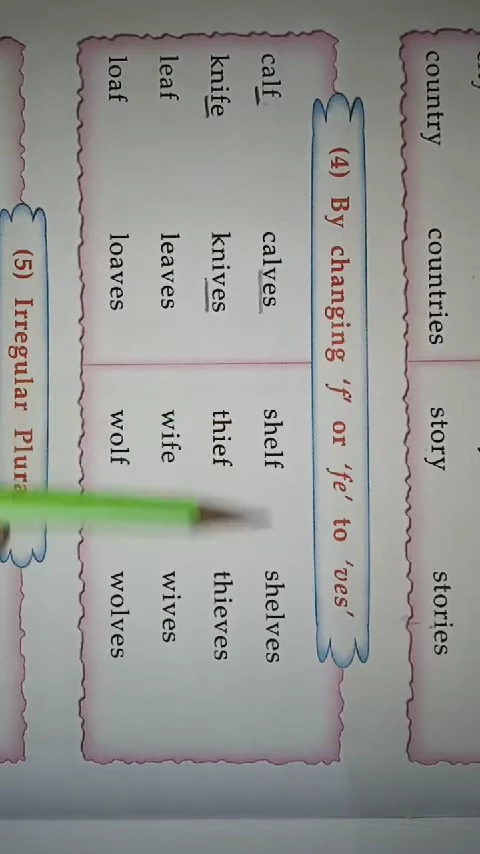 country countries story stories
(4) By changing 'f' or 'fe' to 'ves'
calf calves shelf shelves
knife knives thief thieves
leaf leaves wife wives
loaf loaves wolf wolves
(5) Irregular